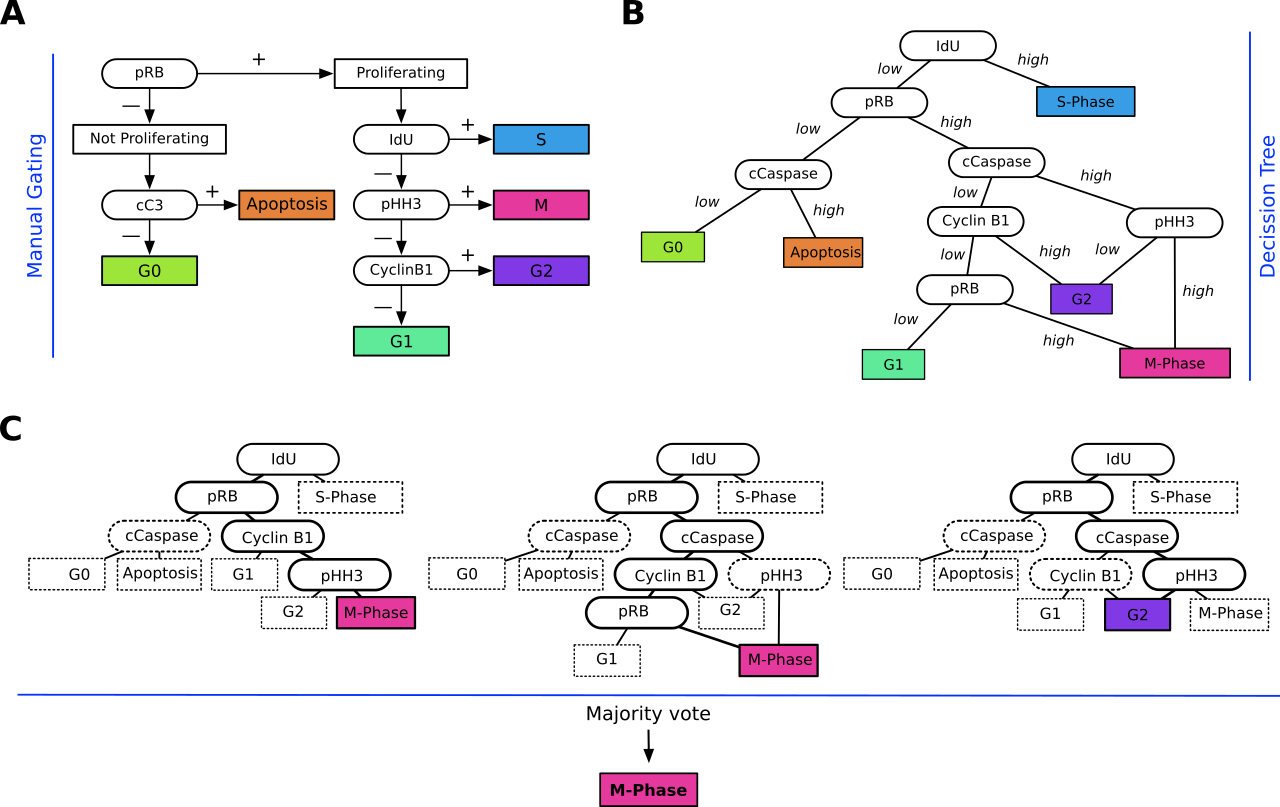 A
Manual Gating
pRB
+
Proliferating
—
Not Proliferating
IdU
+
S
—
cC3
+
Apoptosis
pHH3
+
M
—
—
G0
CyclinB1
+
G2
—
G1
B
Decission Tree
IdU
low
high
pRB
S-Phase
low
high
cCaspase
cCaspase
low
high
low
high
Cyclin B1
pHH3
G0
Apoptosis
low
high
low
high
pRB
G2
low
high
G1
M-Phase
C
IdU
pRB
S-Phase
cCaspase
Cyclin B1
G0
Apoptosis
G1
pHH3
G2
M-Phase
IdU
pRB
S-Phase
cCaspase
cCaspase
G0
Apoptosis
Cyclin B1
pHH3
pRB
G2
G1
M-Phase
IdU
pRB
S-Phase
cCaspase
cCaspase
G0
Apoptosis
Cyclin B1
pHH3
G1
G2
M-Phase
Majority vote
M-Phase